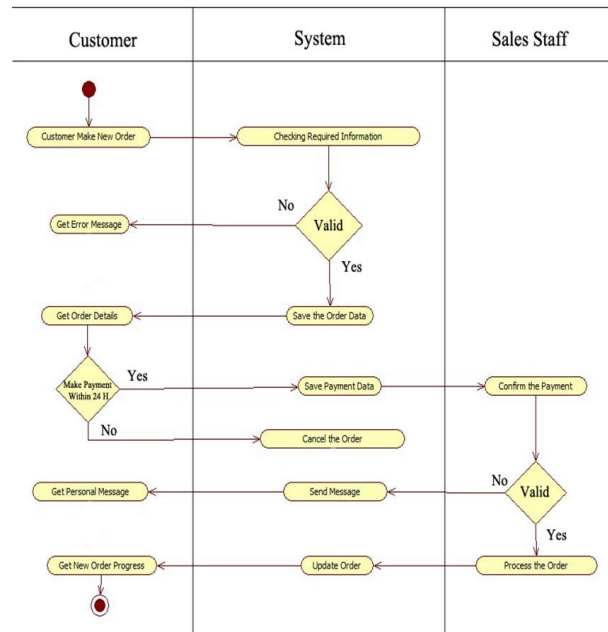 Customer
System
Sales Staff
Customer Make New Order
Checking Required Information
No
Get Error Message
Valid
Yes
Get Order Details
Save the Order Data
Make Payment
Within 24 H
Yes
Save Payment Data
Confirm the Payment
No
Cancel the Order
Get Personal Message
Send Message
No
Valid
Yes
Get New Order Progress
Update Order
Process the Order